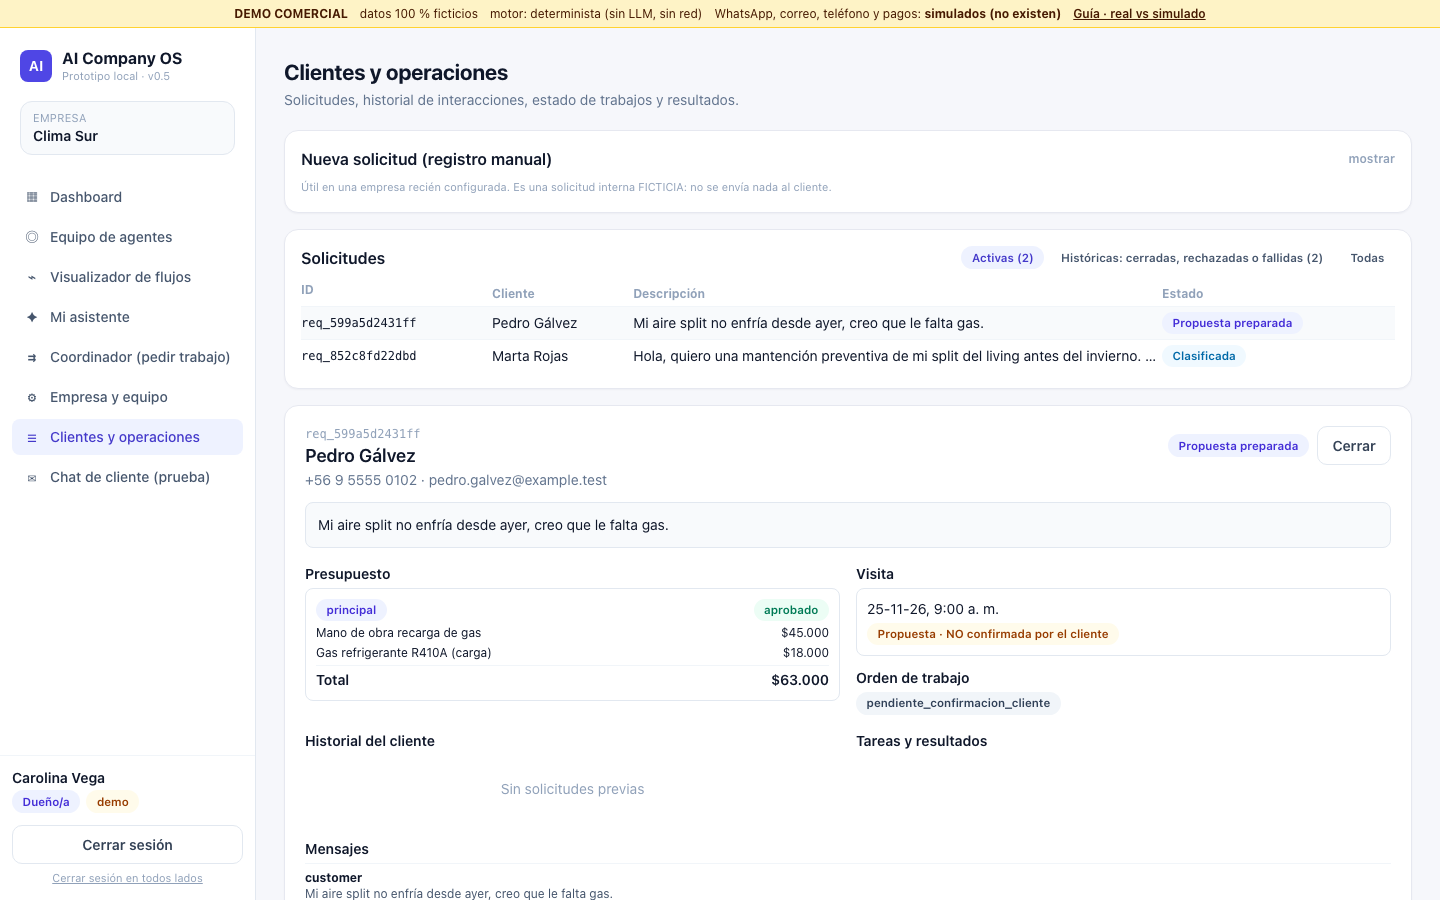 DEMO COMERCIAL datos 100 % ficticios motor: determinista (sin LLM, sin red) WhatsApp, correo, teléfono y pagos: simulados (no existen) Guía · real vs simulado
AI
AI Company OS
Prototipo local · v0.5
EMPRESA
Clima Sur
Dashboard
Equipo de agentes
Visualizador de flujos
Mi asistente
Coordinador (pedir trabajo)
Empresa y equipo
Clientes y operaciones
Chat de cliente (prueba)
Carolina Vega
Dueño/a demo
Cerrar sesión
Cerrar sesión en todos lados
Clientes y operaciones
Solicitudes, historial de interacciones, estado de trabajos y resultados.
Nueva solicitud (registro manual) mostrar
Útil en una empresa recién configurada. Es una solicitud interna FICTICIA: no se envía nada al cliente.
Solicitudes Activas (2) Históricas: cerradas, rechazadas o fallidas (2) Todas
ID Cliente Descripción Estado
req_599a5d2431ff Pedro Gálvez Mi aire split no enfría desde ayer, creo que le falta gas. Propuesta preparada
req_852c8fd22dbd Marta Rojas Hola, quiero una mantención preventiva de mi split del living antes del invierno. ... Clasificada
req_599a5d2431ff
Pedro Gálvez Propuesta preparada Cerrar
+56 9 5555 0102 · pedro.galvez@example.test
Mi aire split no enfría desde ayer, creo que le falta gas.
Presupuesto
principal aprobado
Mano de obra recarga de gas $45.000
Gas refrigerante R410A (carga) $18.000
Total $63.000
Visita
25-11-26, 9:00 a. m.
Propuesta · NO confirmada por el cliente
Orden de trabajo
pendiente_confirmacion_cliente
Historial del cliente
Sin solicitudes previas
Tareas y resultados
Mensajes
customer
Mi aire split no enfría desde ayer, creo que le falta gas.